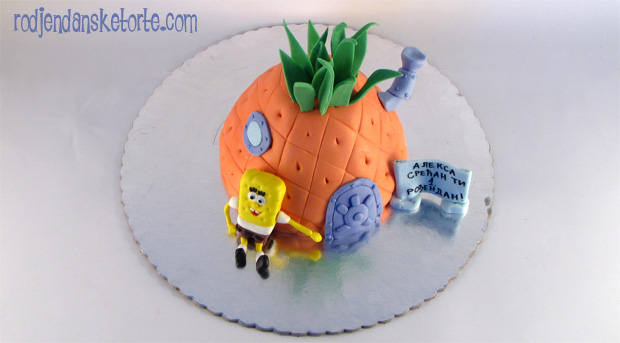 rodjendansketorte.com
АЛЕКСА
СРЕЋАН ТИ
1
РОЂЕНДАН!